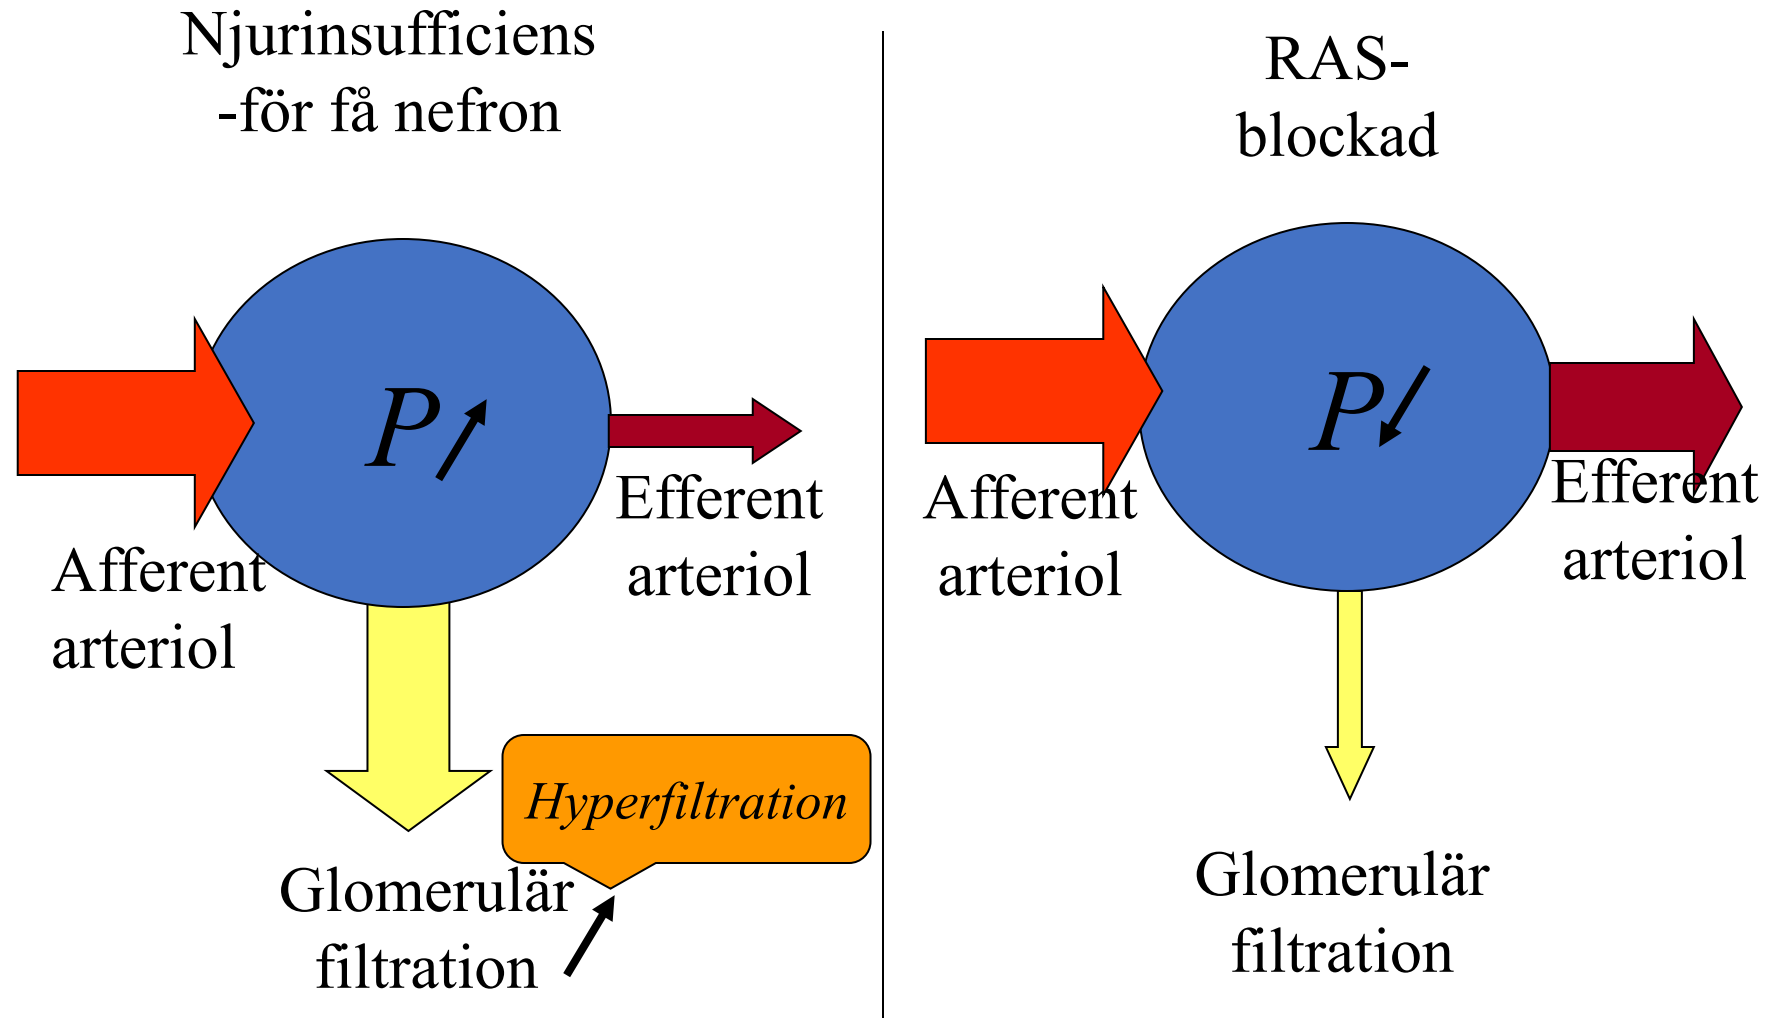 Njurinsufficiens
-för få nefron
P
Afferent
arteriol
Efferent
arteriol
Hyperfiltration
Glomerulär
filtration
RAS-
blockad
P
Afferent
arteriol
Efferent
arteriol
Glomerulär
filtration